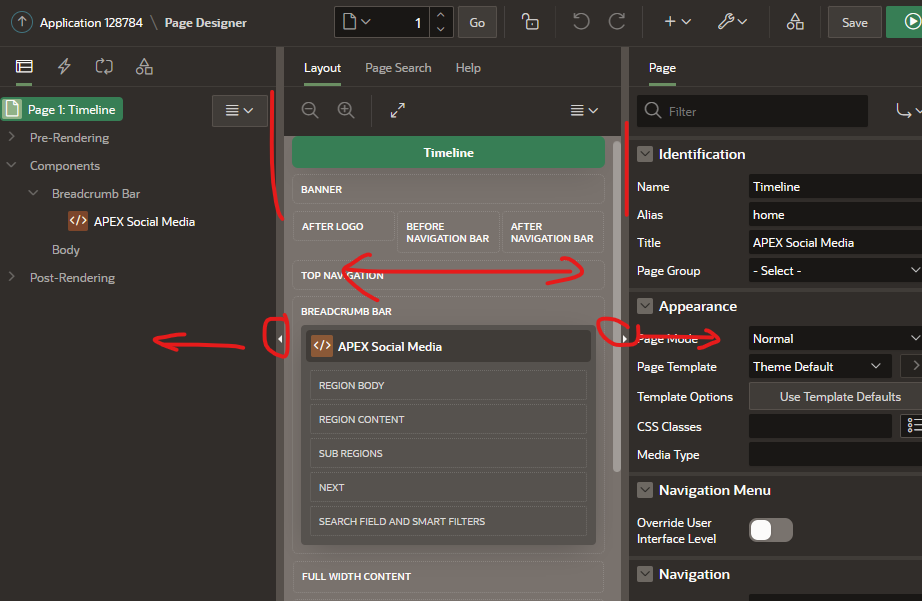 Application 128784 \ Page Designer
1
Go
Save
Layout
Page Search
Help
Page
Page 1: Timeline
Pre-Rendering
Components
Breadcrumb Bar
</> APEX Social Media
Body
Post-Rendering
Timeline
BANNER
AFTER LOGO
BEFORE
NAVIGATION BAR
AFTER
NAVIGATION BAR
TOP NAVIGATION
BREADCRUMB BAR
</> APEX Social Media
REGION BODY
REGION CONTENT
SUB REGIONS
NEXT
SEARCH FIELD AND SMART FILTERS
FULL WIDTH CONTENT
Filter
Identification
Name Timeline
Alias home
Title APEX Social Media
Page Group - Select -
Appearance
Page Mode Normal
Page Template Theme Default
Template Options Use Template Defaults
CSS Classes
Media Type
Navigation Menu
Override User
Interface Level
Navigation